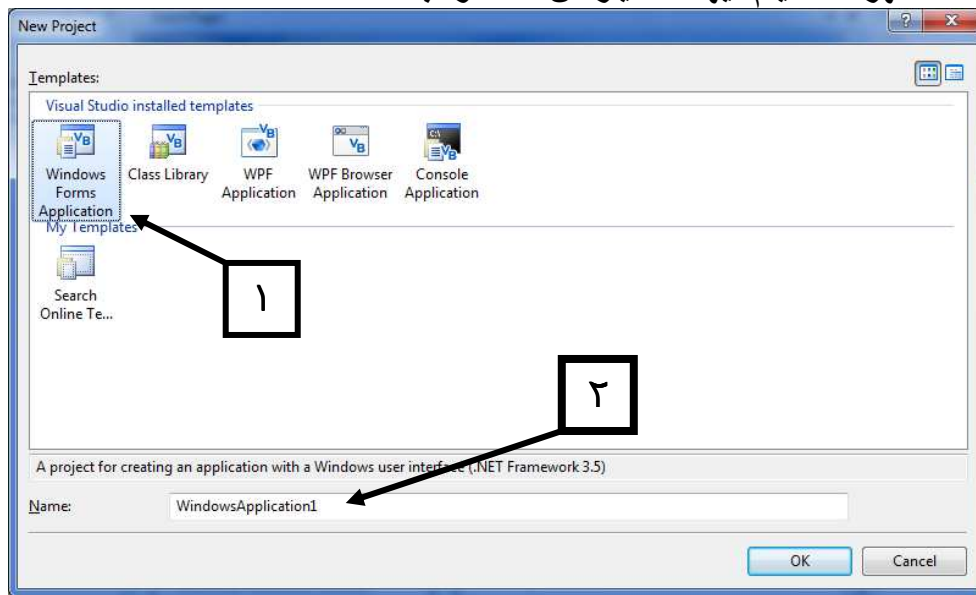 New Project
Templates:
Visual Studio installed templates
Windows Forms Application
Class Library
WPF Application
WPF Browser Application
Console Application
My Templates
Search Online Te...
١
٢
A project for creating an application with a Windows user interface (.NET Framework 3.5)
Name:
WindowsApplication1
OK
Cancel